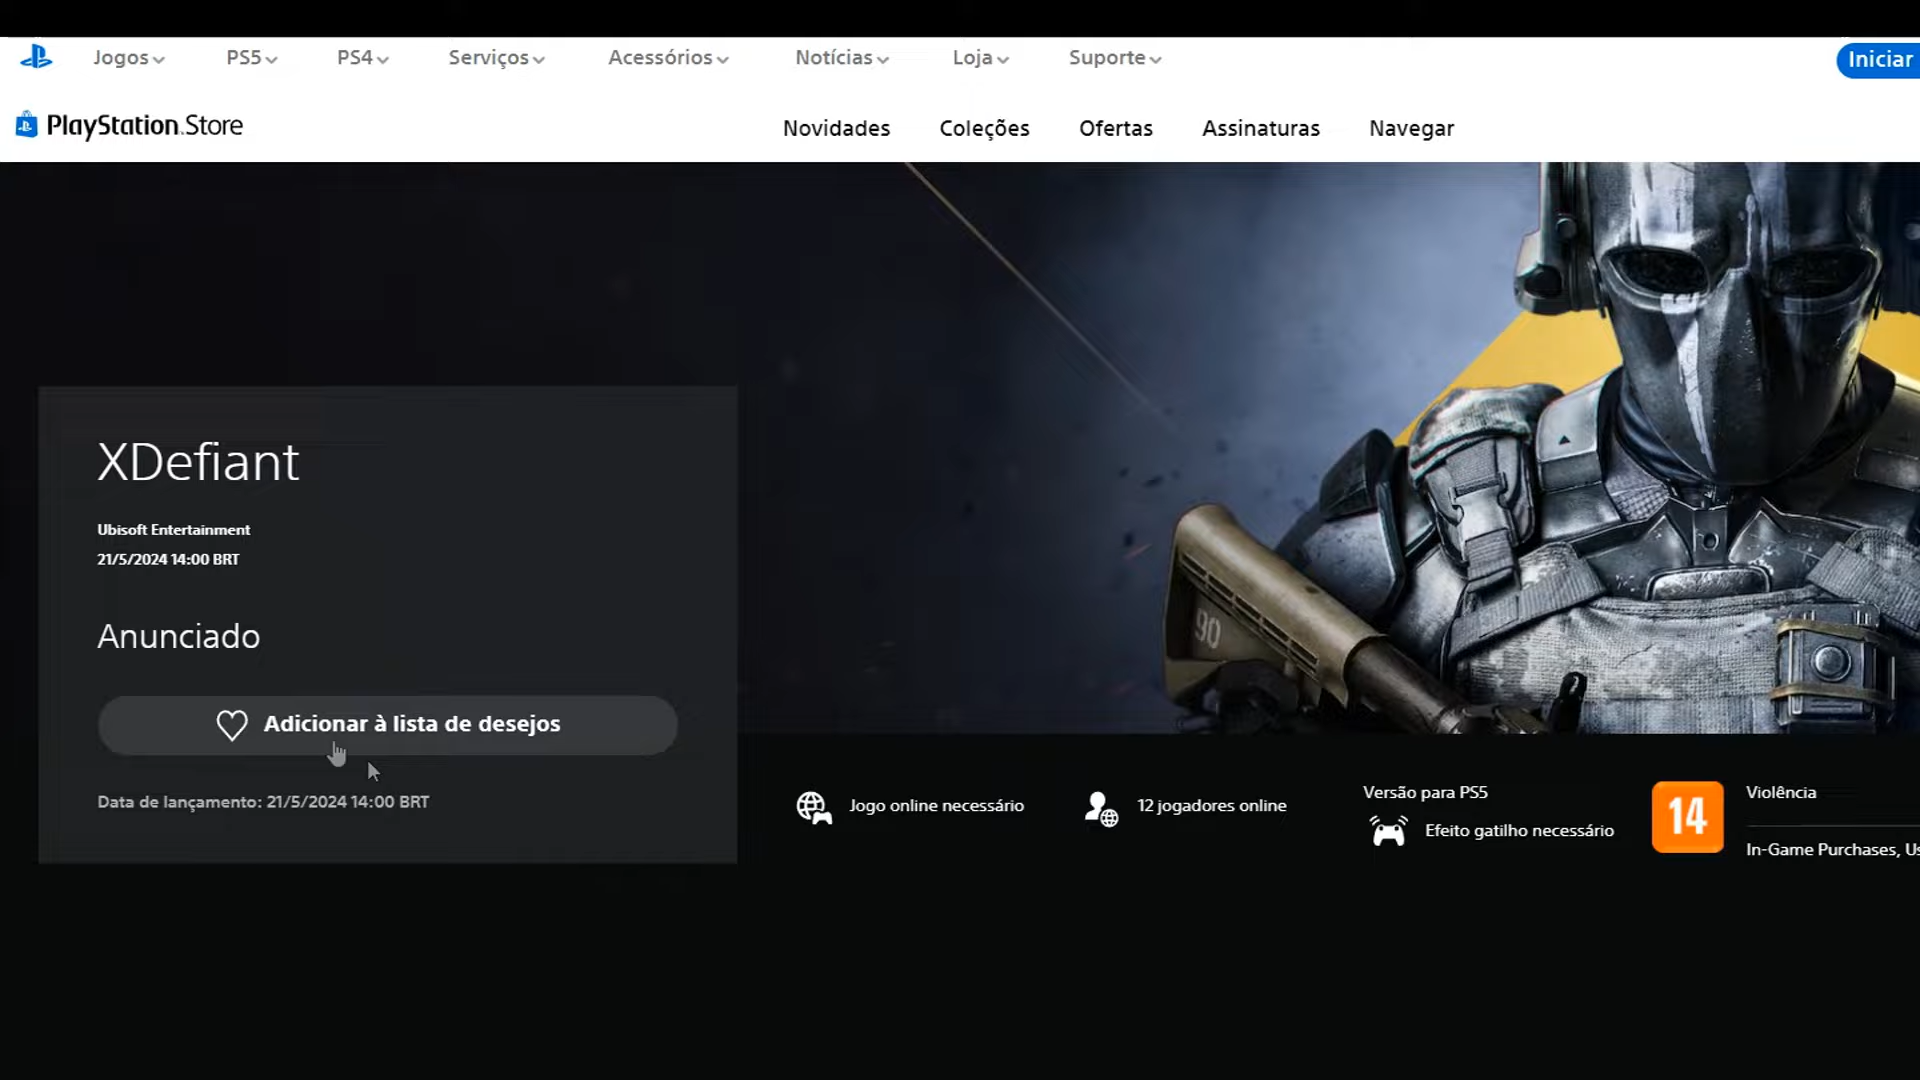 Jogos PS5 PS4 Serviços Acessórios Notícias Loja Suporte Iniciar
PlayStation.Store
Novidades Coleções Ofertas Assinaturas Navegar
XDefiant
Ubisoft Entertainment
21/5/2024 14:00 BRT
Anunciado
Adicionar à lista de desejos
Data de lançamento: 21/5/2024 14:00 BRT
90
Jogo online necessário
12 jogadores online
Versão para PS5
Efeito gatilho necessário
14
Violência
In-Game Purchases, Us